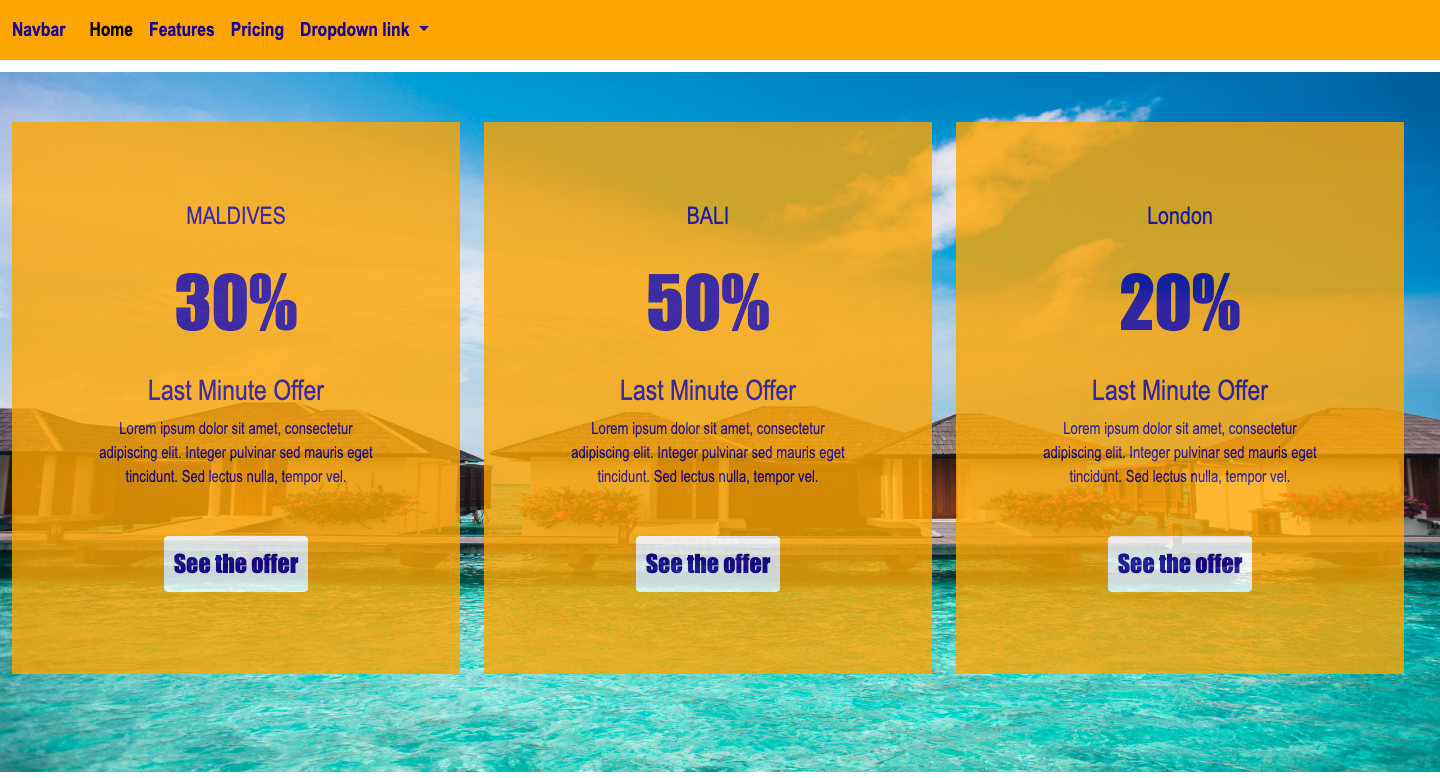 Navbar Home Features Pricing Dropdown link
MALDIVES
30%
Last Minute Offer
Lorem ipsum dolor sit amet, consectetur
adipiscing elit. Integer pulvinar sed mauris eget
tincidunt. Sed lectus nulla, tempor vel.
See the offer
BALI
50%
Last Minute Offer
Lorem ipsum dolor sit amet, consectetur
adipiscing elit. Integer pulvinar sed mauris eget
tincidunt. Sed lectus nulla, tempor vel.
See the offer
London
20%
Last Minute Offer
Lorem ipsum dolor sit amet, consectetur
adipiscing elit. Integer pulvinar sed mauris eget
tincidunt. Sed lectus nulla, tempor vel.
See the offer